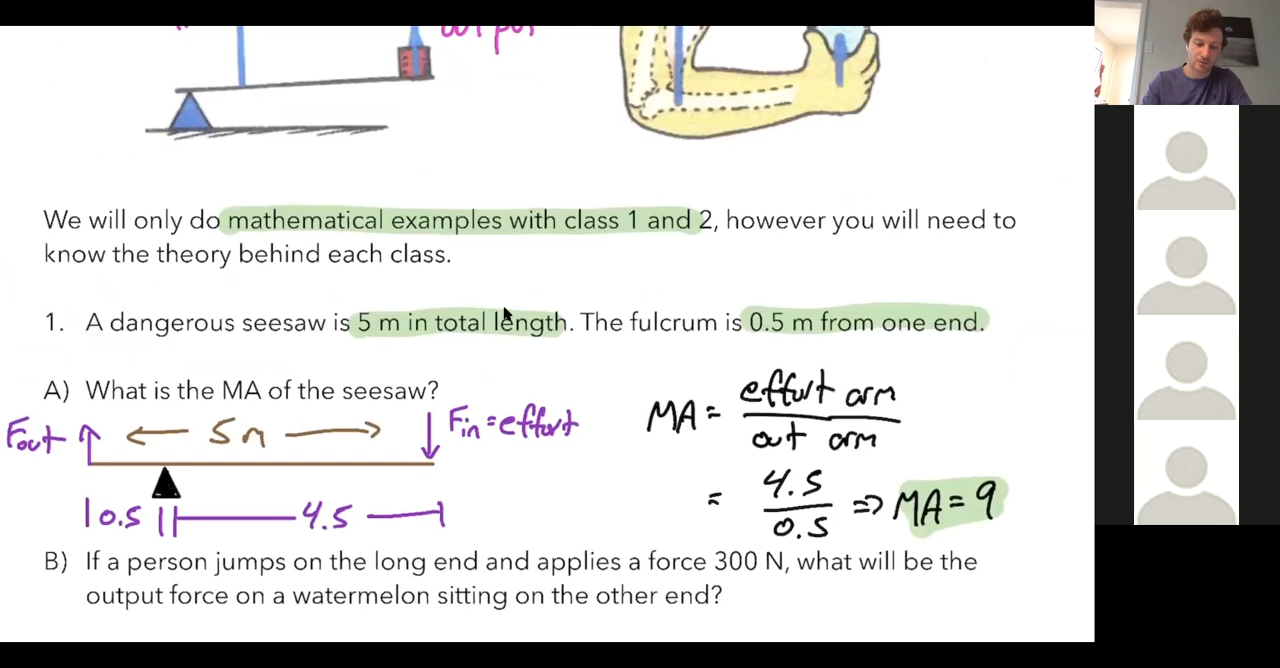 output
We will only do mathematical examples with class 1 and 2, however you will need to
know the theory behind each class.
1. A dangerous seesaw is 5 m in total length. The fulcrum is 0.5 m from one end.
A) What is the MA of the seesaw?
Fout
5m
Fin = effort
0.5
4.5
MA = effort arm
out arm
= 4.5
0.5
⇒ MA = 9
B) If a person jumps on the long end and applies a force 300 N, what will be the
output force on a watermelon sitting on the other end?